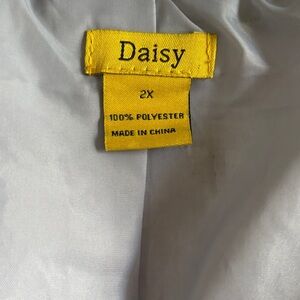 Daisy
2X
100% POLYESTER
MADE IN CHINA